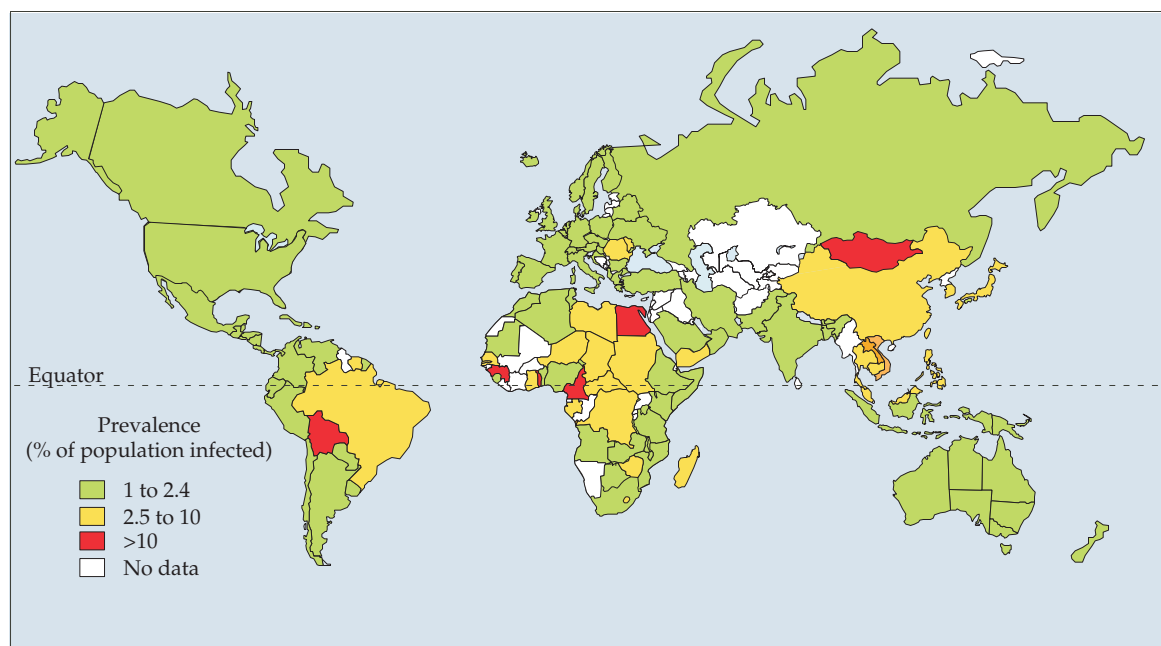 Equator
Prevalence
(% of population infected)
1 to 2.4
2.5 to 10
>10
No data